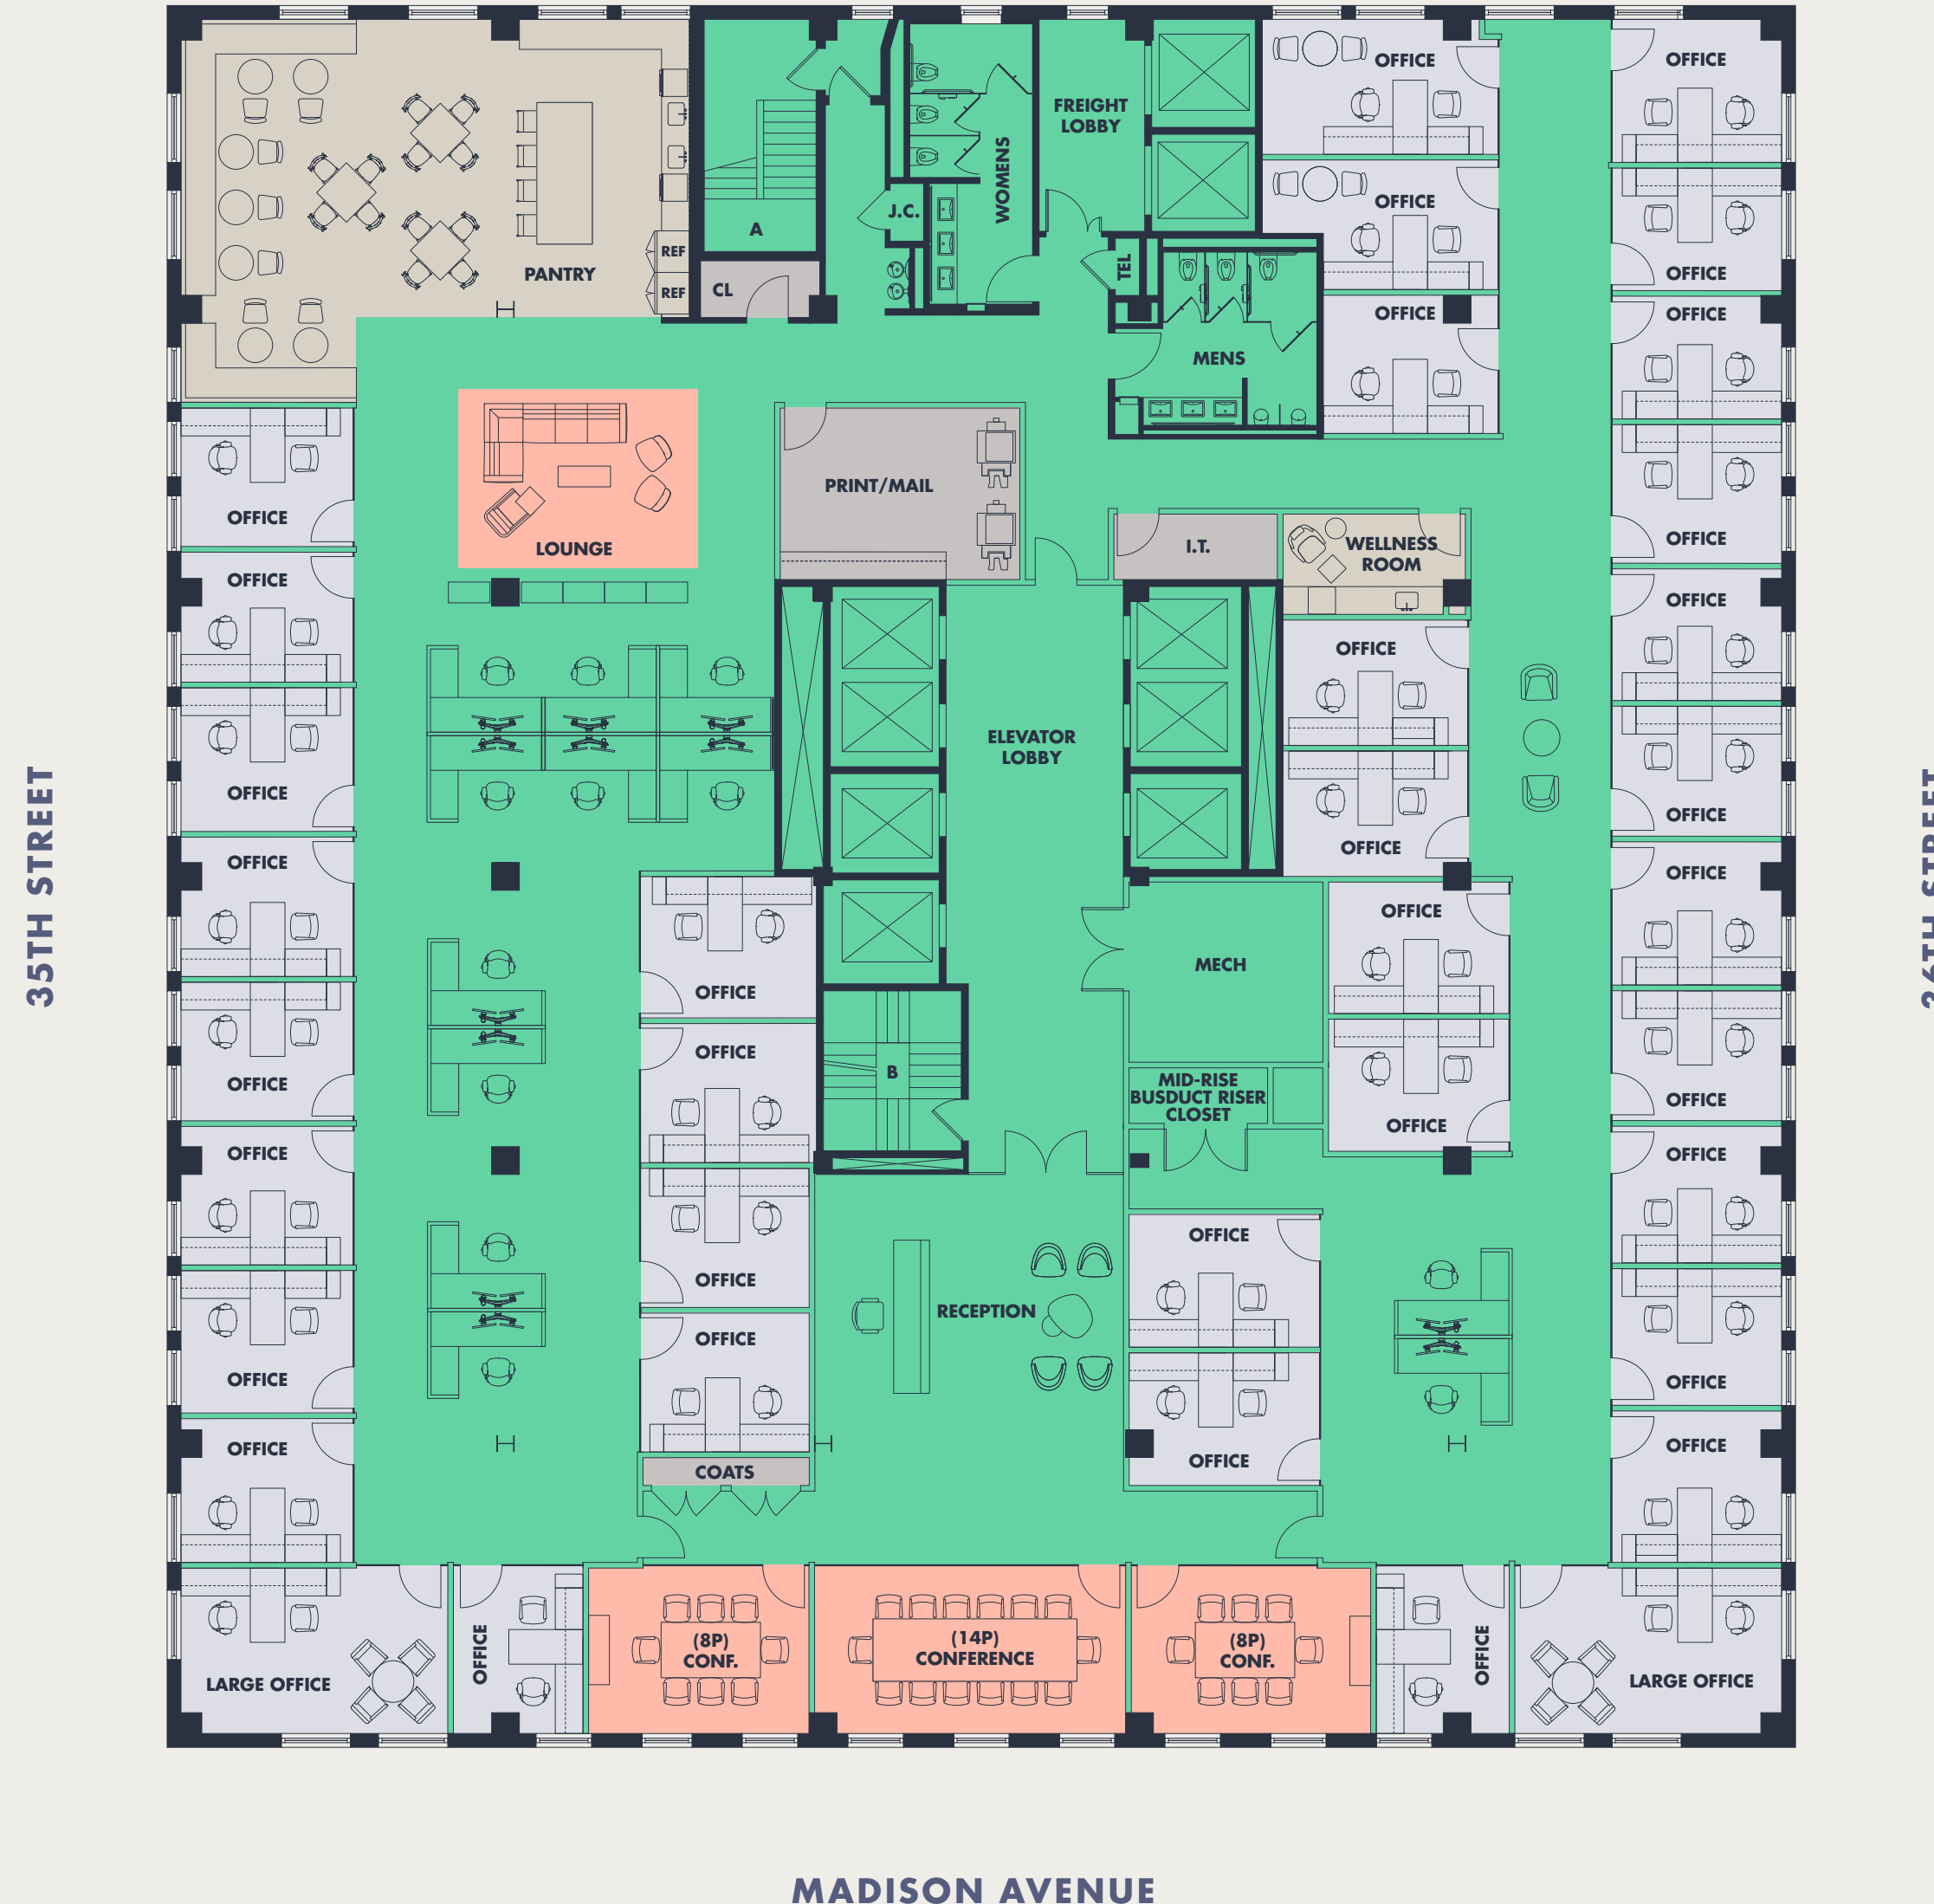 OFFICE
OFFICE
FREIGHT
LOBBY
WOMENS
OFFICE
J.C.
A
REF
TEL
PANTRY
OFFICE
CL
REF
OFFICE
OFFICE
MENS
PRINT/MAIL
OFFICE
OFFICE
LOUNGE
I.T.
WELLNESS
ROOM
OFFICE
OFFICE
OFFICE
ELEVATOR
LOBBY
OFFICE
OFFICE
OFFICE
35TH STREET
36TH STREET
OFFICE
OFFICE
OFFICE
OFFICE
MECH
OFFICE
OFFICE
OFFICE
B
MID-RISE
BUSDUCT RISER
CLOSET
OFFICE
OFFICE
OFFICE
OFFICE
OFFICE
OFFICE
RECEPTION
OFFICE
OFFICE
OFFICE
OFFICE
OFFICE
OFFICE
COATS
LARGE OFFICE
OFFICE
(8P)
CONF.
(14P)
CONFERENCE
(8P)
CONF.
OFFICE
LARGE OFFICE
MADISON AVENUE